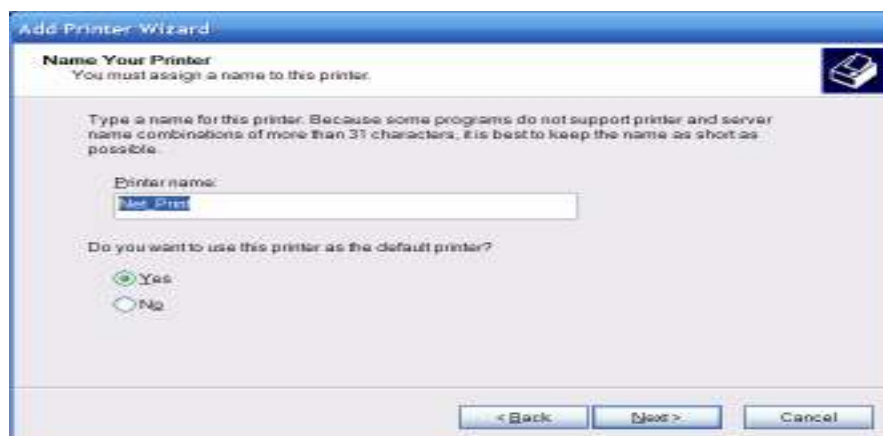 Add Printer Wizard
Name Your Printer
You must assign a name to this printer.
Type a name for this printer. Because some programs do not support printer and server
name combinations of more than 31 characters, it is best to keep the name as short as
possible.
Printer name:
Net_Print
Do you want to use this printer as the default printer?
Yes
No
< Back Next > Cancel